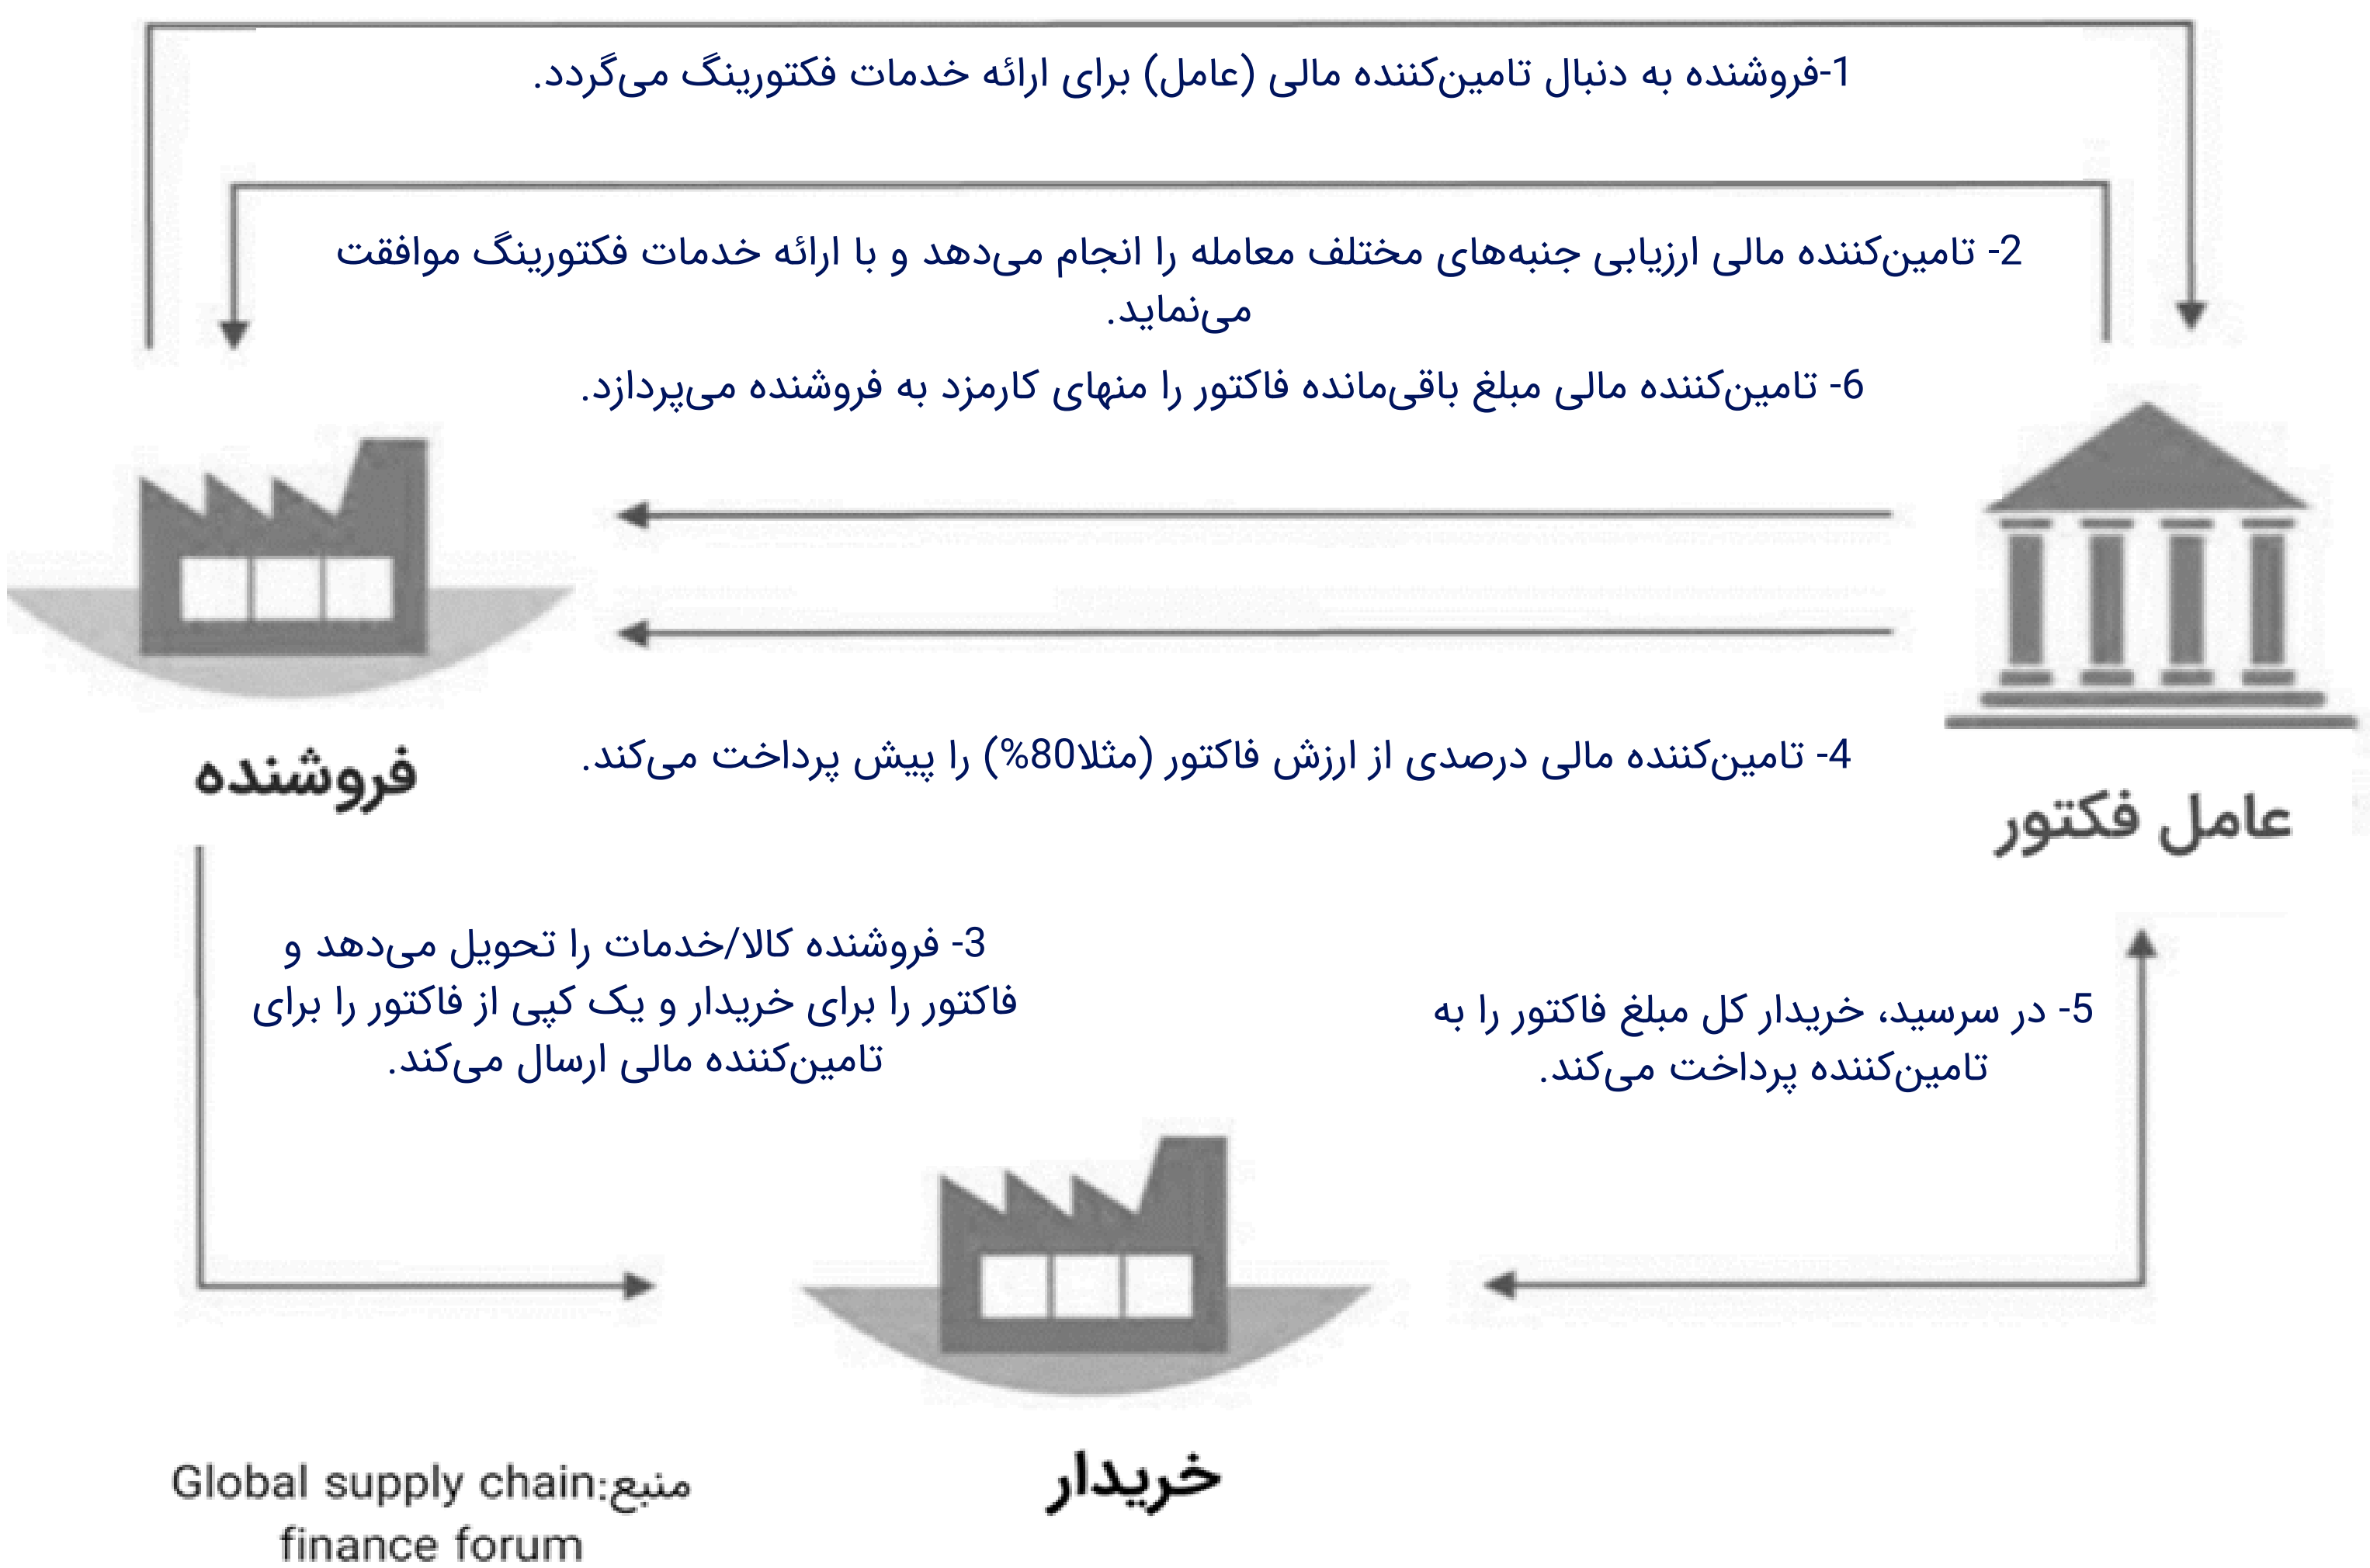 1-فروشنده به دنبال تامین‌کننده مالی (عامل) برای ارائه خدمات فکتورینگ می‌گردد.
2- تامین‌کننده مالی ارزیابی جنبه‌های مختلف معامله را انجام می‌دهد و با ارائه خدمات فکتورینگ موافقت
می‌نماید.
6- تامین‌کننده مالی مبلغ باقی‌مانده فاکتور را منهای کارمزد به فروشنده می‌پردازد.
4- تامین‌کننده مالی درصدی از ارزش فاکتور (مثلا80%) را پیش پرداخت می‌کند.
فروشنده
عامل فکتور
3- فروشنده کالا/خدمات را تحویل می‌دهد و
فاکتور را برای خریدار و یک کپی از فاکتور را برای
تامین‌کننده مالی ارسال می‌کند.
5- در سرسید، خریدار کل مبلغ فاکتور را به
تامین‌کننده پرداخت می‌کند.
خریدار
منبع:Global supply chain
finance forum